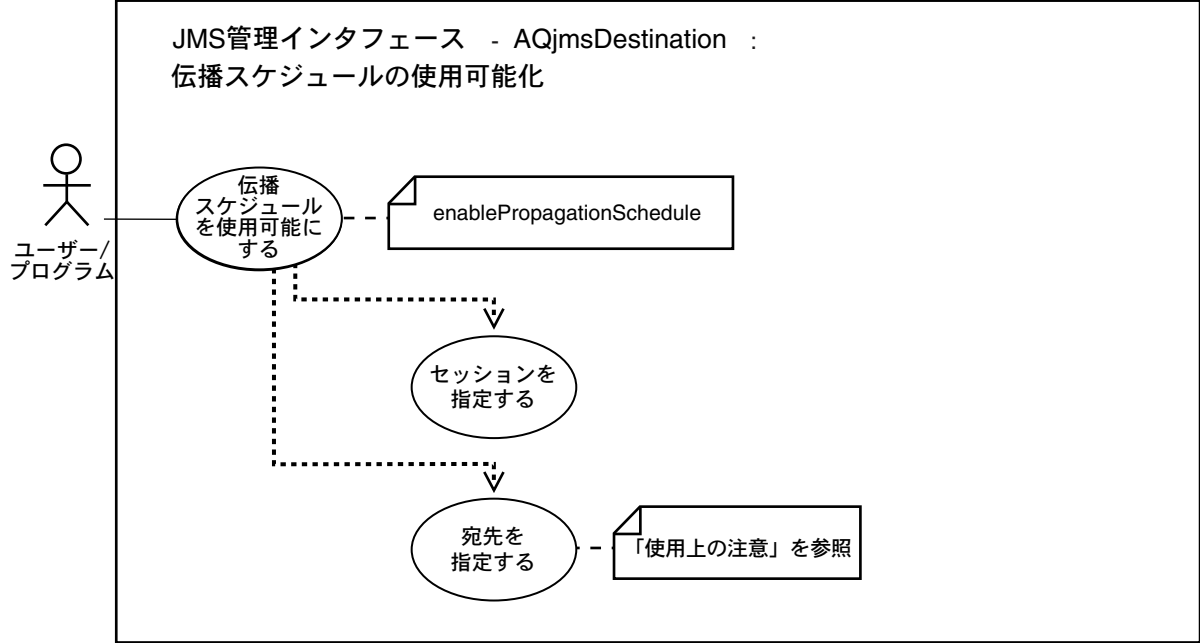 JMS管理インタフェース - AQjmsDestination :
伝播スケジュールの使用可能化
伝播
スケジュール
を使用可能に
する
enablePropagationSchedule
ユーザー/
プログラム
セッションを
指定する
宛先を
指定する
「使用上の注意」を参照